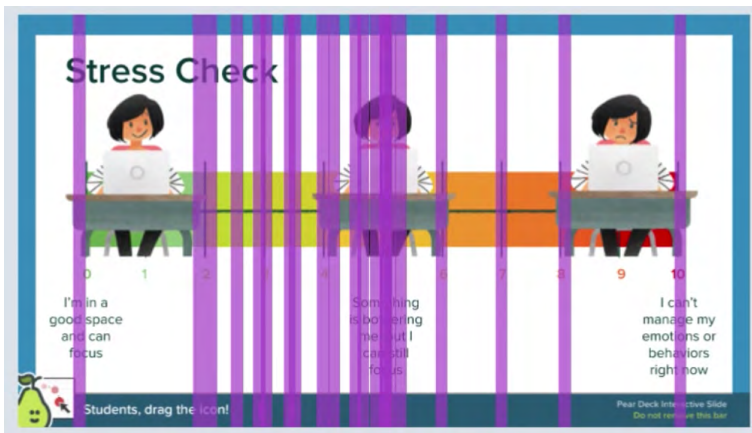 Stress Check
0 1 2 3 4 5 6 7 8 9 10
I'm in a
good space
and can
focus
Something
is bothering
me but I
can still
focus
I can't
manage my
emotions or
behaviors
right now
Students, drag the icon!
Pear Deck Interactive Slide
Do not remove this bar